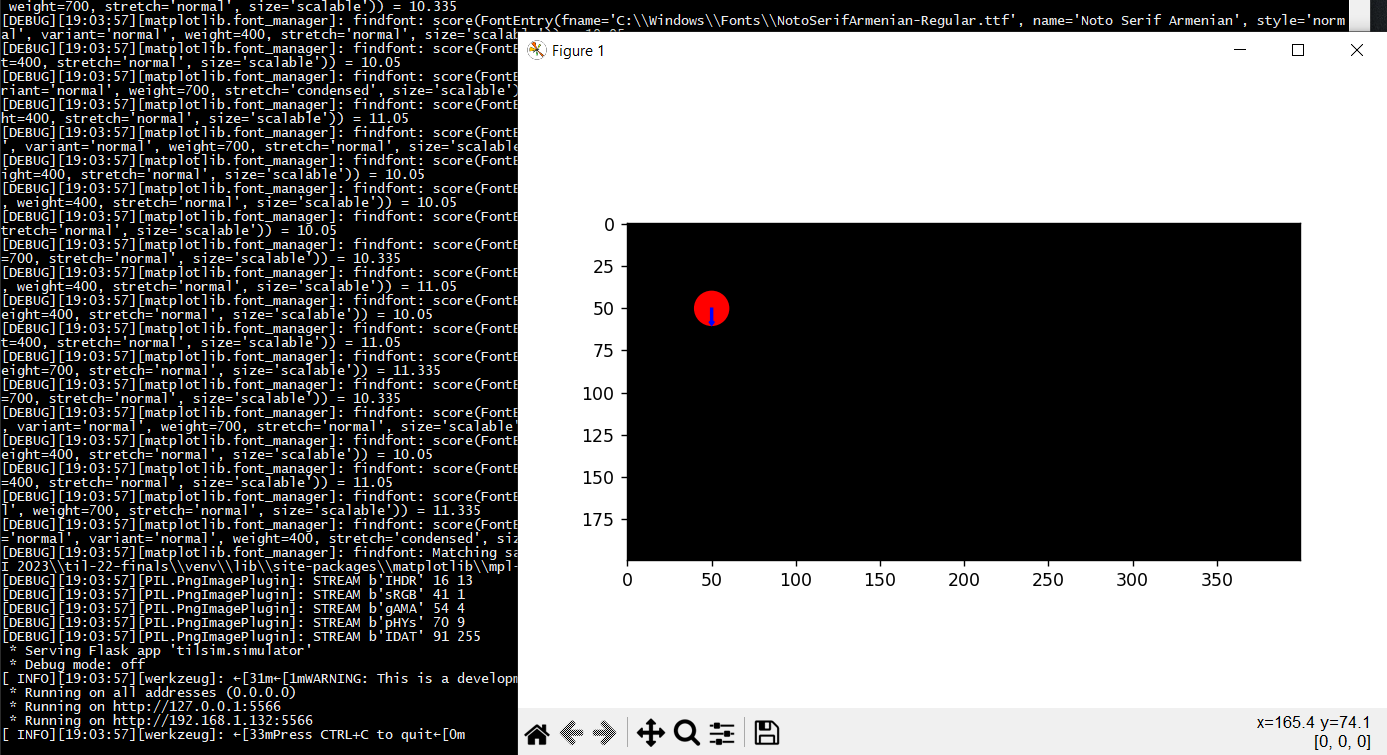 weight=700, stretch='normal', size='scalable')) = 10.335
[DEBUG][19:03:57][matplotlib.font_manager]: findfont: score(FontEntry(fname='C:\\Windows\\Fonts\\NotoSerifArmenian-Regular.ttf', name='Noto Serif Armenian', style='norm
al', variant='normal', weight=400, stretch='normal', size='scalable')) = 10.05
[DEBUG][19:03:57][matplotlib.font_manager]: findfont: score(FontE
t=400, stretch='normal', size='scalable')) = 10.05
[DEBUG][19:03:57][matplotlib.font_manager]: findfont: score(FontE
riant='normal', weight=700, stretch='condensed', size='scalable')
[DEBUG][19:03:57][matplotlib.font_manager]: findfont: score(FontE
ht=400, stretch='normal', size='scalable')) = 11.05
[DEBUG][19:03:57][matplotlib.font_manager]: findfont: score(FontE
', variant='normal', weight=700, stretch='normal', size='scalable
[DEBUG][19:03:57][matplotlib.font_manager]: findfont: score(FontE
ight=400, stretch='normal', size='scalable')) = 10.05
[DEBUG][19:03:57][matplotlib.font_manager]: findfont: score(FontE
, weight=400, stretch='normal', size='scalable')) = 10.05
[DEBUG][19:03:57][matplotlib.font_manager]: findfont: score(FontE
tretch='normal', size='scalable')) = 10.05
[DEBUG][19:03:57][matplotlib.font_manager]: findfont: score(FontE
=700, stretch='normal', size='scalable')) = 10.335
[DEBUG][19:03:57][matplotlib.font_manager]: findfont: score(FontE
, weight=400, stretch='normal', size='scalable')) = 11.05
[DEBUG][19:03:57][matplotlib.font_manager]: findfont: score(FontE
eight=400, stretch='normal', size='scalable')) = 10.05
[DEBUG][19:03:57][matplotlib.font_manager]: findfont: score(FontE
t=400, stretch='normal', size='scalable')) = 11.05
[DEBUG][19:03:57][matplotlib.font_manager]: findfont: score(FontE
eight=700, stretch='normal', size='scalable')) = 11.335
[DEBUG][19:03:57][matplotlib.font_manager]: findfont: score(FontE
=700, stretch='normal', size='scalable')) = 10.335
[DEBUG][19:03:57][matplotlib.font_manager]: findfont: score(FontE
, variant='normal', weight=700, stretch='normal', size='scalable'
[DEBUG][19:03:57][matplotlib.font_manager]: findfont: score(FontE
eight=400, stretch='normal', size='scalable')) = 10.05
[DEBUG][19:03:57][matplotlib.font_manager]: findfont: score(FontE
=400, stretch='normal', size='scalable')) = 11.05
[DEBUG][19:03:57][matplotlib.font_manager]: findfont: score(FontE
l', weight=700, stretch='normal', size='scalable')) = 11.335
[DEBUG][19:03:57][matplotlib.font_manager]: findfont: score(FontE
='normal', variant='normal', weight=400, stretch='condensed', siz
[DEBUG][19:03:57][matplotlib.font_manager]: findfont: Matching sa
I 2023\\til-22-finals\\venv\\lib\\site-packages\\matplotlib\\mpl-
[DEBUG][19:03:57][PIL.PngImagePlugin]: STREAM b'IHDR' 16 13
[DEBUG][19:03:57][PIL.PngImagePlugin]: STREAM b'sRGB' 41 1
[DEBUG][19:03:57][PIL.PngImagePlugin]: STREAM b'gAMA' 54 4
[DEBUG][19:03:57][PIL.PngImagePlugin]: STREAM b'pHYs' 70 9
[DEBUG][19:03:57][PIL.PngImagePlugin]: STREAM b'IDAT' 91 255
 * Serving Flask app 'tilsim.simulator'
 * Debug mode: off
[ INFO][19:03:57][werkzeug]: ←[31m←[1mWARNING: This is a developm
 * Running on all addresses (0.0.0.0)
 * Running on http://127.0.0.1:5566
 * Running on http://192.168.1.132:5566
[ INFO][19:03:57][werkzeug]: ←[33mPress CTRL+C to quit←[0m
Figure 1
0
25
50
75
100
125
150
175
0 50 100 150 200 250 300 350
x=165.4 y=74.1
[0, 0, 0]